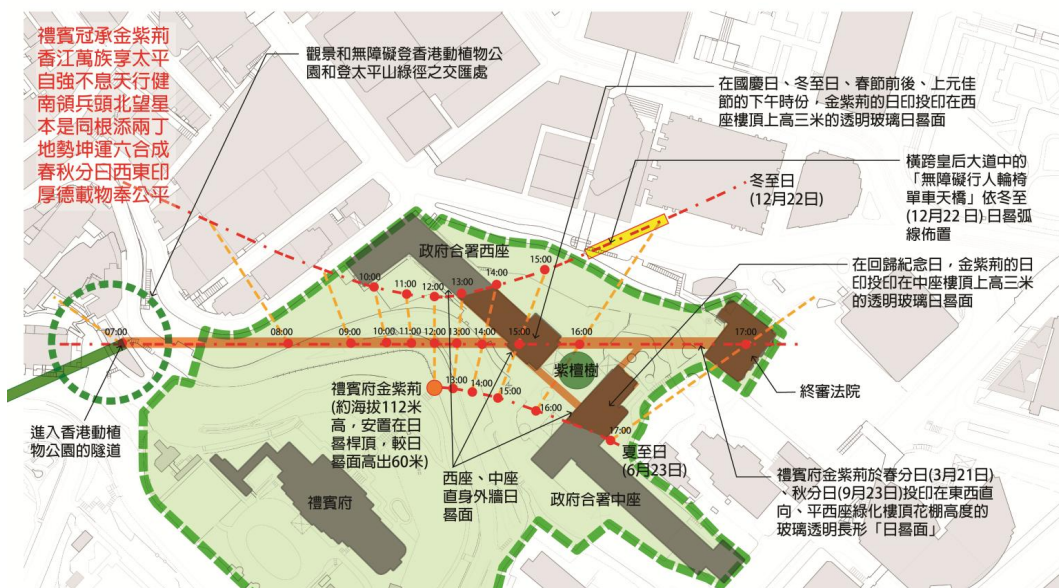 禮賓冠承金紫荊
香江萬族享太平
自強不息天行健
南領兵頭北望星
本是同根添兩丁
地勢坤運六合成
春秋分日西東印
厚德載物奉公平
觀景和無障礙登香港動植物公
園和登太平山綠徑之交匯處
在國慶日、冬至日、春節前後、上元佳
節的下午時份，金紫荊的日印投印在西
座樓頂上高三米的透明玻璃日晷面
橫跨皇后大道中的
「無障礙行人輪椅
單車天橋」依冬至
(12月22日)日晷弧
線佈置
冬至日
(12月22日)
政府合署西座
在回歸紀念日，金紫荊的日
印投印在中座樓頂上高三米
的透明玻璃日晷面
10:00
11:00
12:00
13:00
14:00
15:00
07:00
08:00
09:00
10:00
11:00
12:00
13:00
14:00
15:00
16:00
17:00
紫檀樹
終審法院
禮賓府金紫荊
(約海拔112米
高，安置在日
晷桿頂，較日
晷面高出60米)
13:00
14:00
15:00
16:00
17:00
夏至日
(6月23日)
進入香港動植
物公園的隧道
西座、中座
直身外牆日
晷面
禮賓府
政府合署中座
禮賓府金紫荊於春分日(3月21日)
、秋分日(9月23日)投印在東西直
向、平西座綠化樓頂花棚高度的
玻璃透明長形「日晷面」